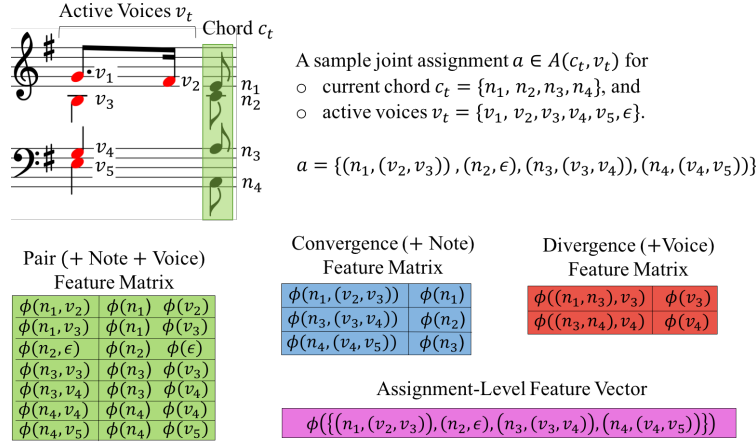 Active Voices v_t
Chord c_t
v_1
v_2
v_3
v_4
v_5
n_1
n_2
n_3
n_4
A sample joint assignment a ∈ A(c_t, v_t) for
○ current chord c_t = {n_1, n_2, n_3, n_4}, and
○ active voices v_t = {v_1, v_2, v_3, v_4, v_5, ϵ}.
a = {(n_1, (v_2, v_3)) , (n_2, ϵ), (n_3, (v_3, v_4)), (n_4, (v_4, v_5))}
Pair (+ Note + Voice)
Feature Matrix
ϕ(n_1, v_2) ϕ(n_1) ϕ(v_2)
ϕ(n_1, v_3) ϕ(n_1) ϕ(v_3)
ϕ(n_2, ϵ) ϕ(n_2) ϕ(ϵ)
ϕ(n_3, v_3) ϕ(n_3) ϕ(v_3)
ϕ(n_3, v_4) ϕ(n_3) ϕ(v_4)
ϕ(n_4, v_4) ϕ(n_4) ϕ(v_4)
ϕ(n_4, v_5) ϕ(n_4) ϕ(v_5)
Convergence (+ Note)
Feature Matrix
ϕ(n_1, (v_2, v_3)) ϕ(n_1)
ϕ(n_3, (v_3, v_4)) ϕ(n_2)
ϕ(n_4, (v_4, v_5)) ϕ(n_3)
Divergence (+Voice)
Feature Matrix
ϕ((n_1, n_3), v_3) ϕ(v_3)
ϕ((n_3, n_4), v_4) ϕ(v_4)
Assignment-Level Feature Vector
ϕ({(n_1, (v_2, v_3)), (n_2, ϵ), (n_3, (v_3, v_4)), (n_4, (v_4, v_5))})